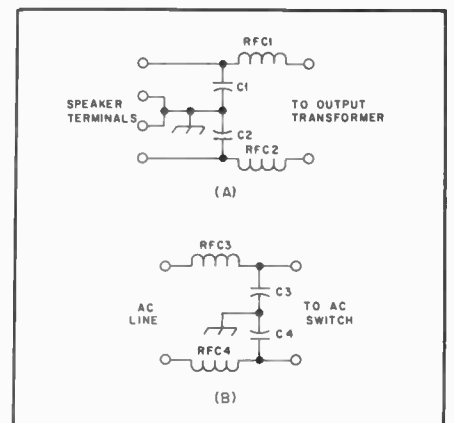 RFC1
C1
SPEAKER
TERMINALS
TO OUTPUT
TRANSFORMER
C2
RFC2
(A)
RFC3
C3
AC
LINE
TO AC
SWITCH
C4
RFC4
(B)